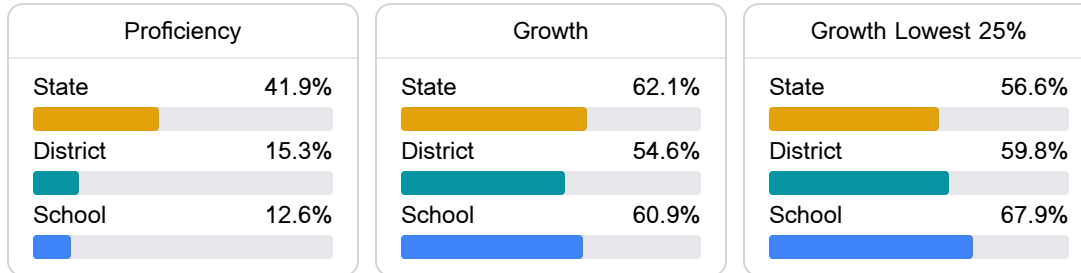 Proficiency
State 41.9%
District 15.3%
School 12.6%
Growth
State 62.1%
District 54.6%
School 60.9%
Growth Lowest 25%
State 56.6%
District 59.8%
School 67.9%